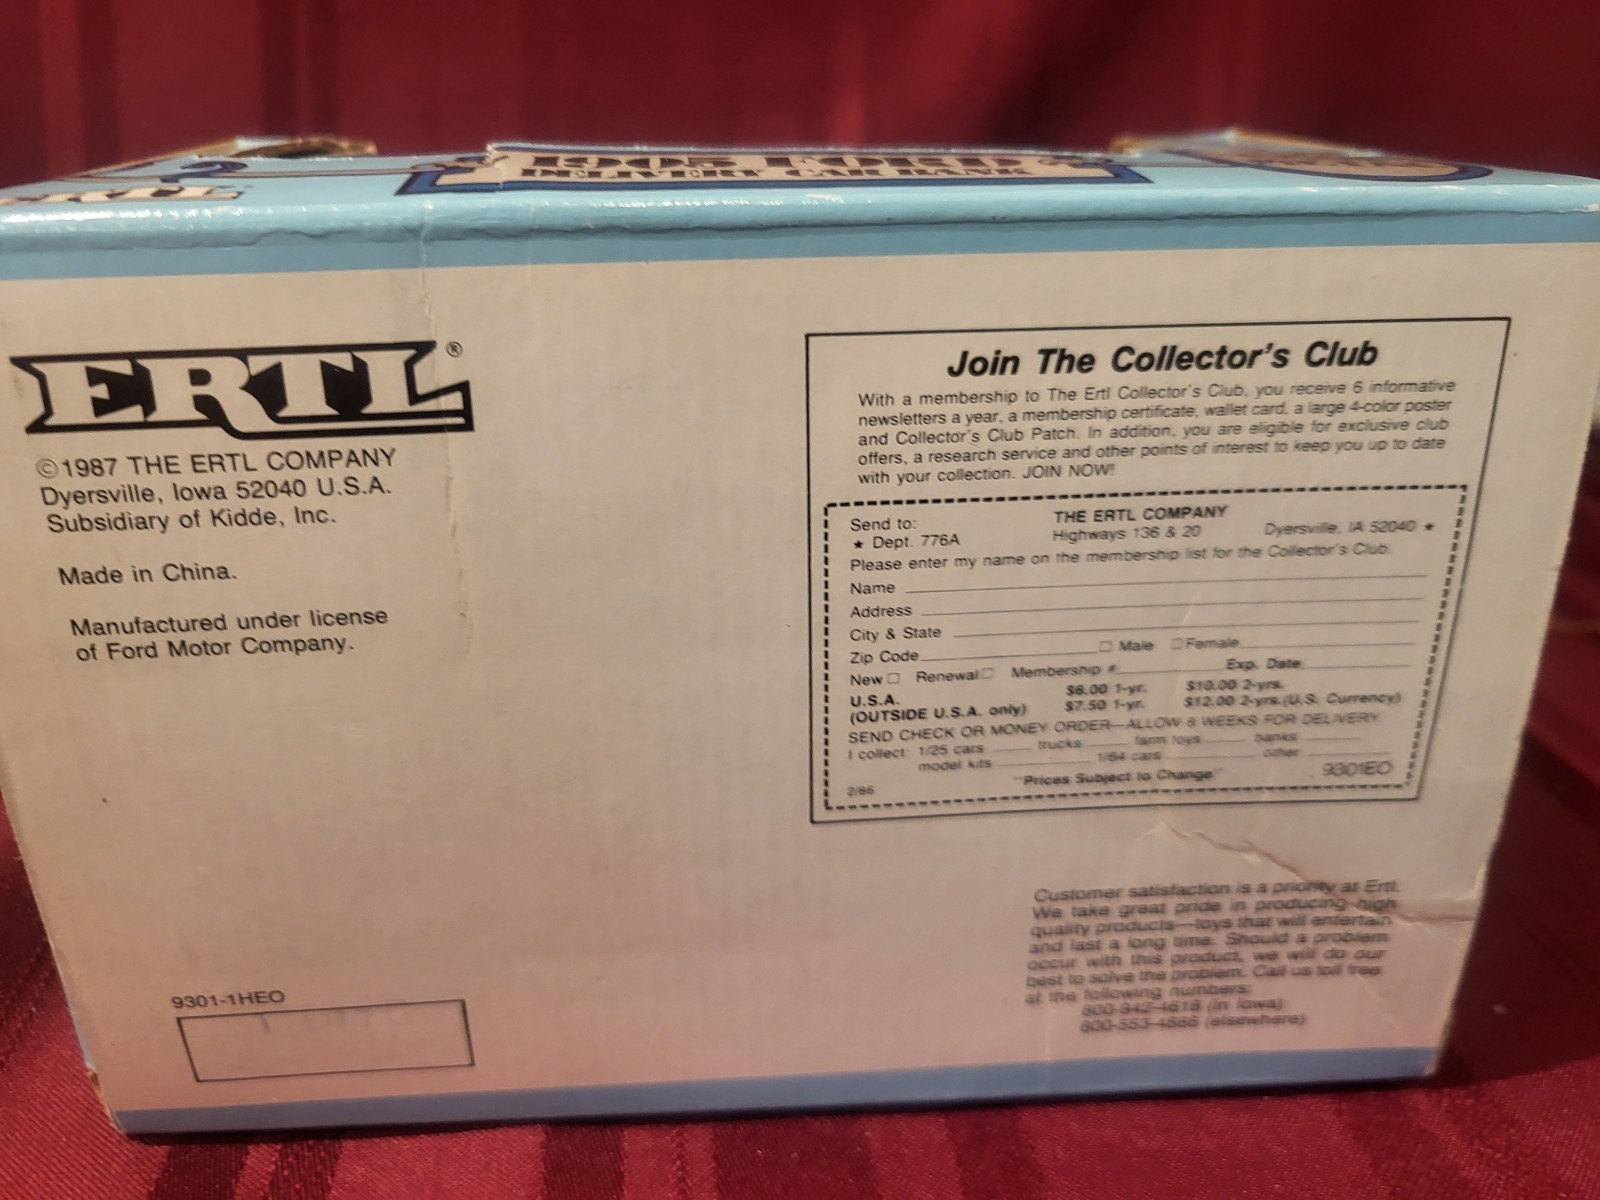 1905 FORD
DELIVERY CAR BANK
ERTL
ERTL®
©1987 THE ERTL COMPANY
Dyersville, Iowa 52040 U.S.A.
Subsidiary of Kidde, Inc.
Made in China.
Manufactured under license
of Ford Motor Company.
9301-1HEO
Join The Collector's Club
With a membership to The Ertl Collector's Club, you receive 6 informative
newsletters a year, a membership certificate, wallet card, a large 4-color poster
and Collector's Club Patch. In addition, you are eligible for exclusive club
offers, a research service and other points of interest to keep you up to date
with your collection. JOIN NOW!
Send to: THE ERTL COMPANY
★ Dept. 776A Highways 136 & 20 Dyersville, IA 52040 ★
Please enter my name on the membership list for the Collector's Club.
Name
Address
City & State
Zip Code □ Male □ Female
New □ Renewal □ Membership # Exp. Date
U.S.A. $6.00 1-yr. $10.00 2-yrs.
(OUTSIDE U.S.A. only) $7.50 1-yr. $12.00 2-yrs. (U.S. Currency)
SEND CHECK OR MONEY ORDER—ALLOW 8 WEEKS FOR DELIVERY
I collect: 1/25 cars trucks farm toys banks
model kits 1/64 cars other
"Prices Subject to Change" 9301EO
2/86
Customer satisfaction is a priority at Ertl.
We take great pride in producing high
quality products—toys that will entertain
and last a long time. Should a problem
occur with this product, we will do our
best to solve the problem. Call us toll free
at the following numbers:
800-942-4618 (in Iowa)
800-553-4886 (elsewhere)